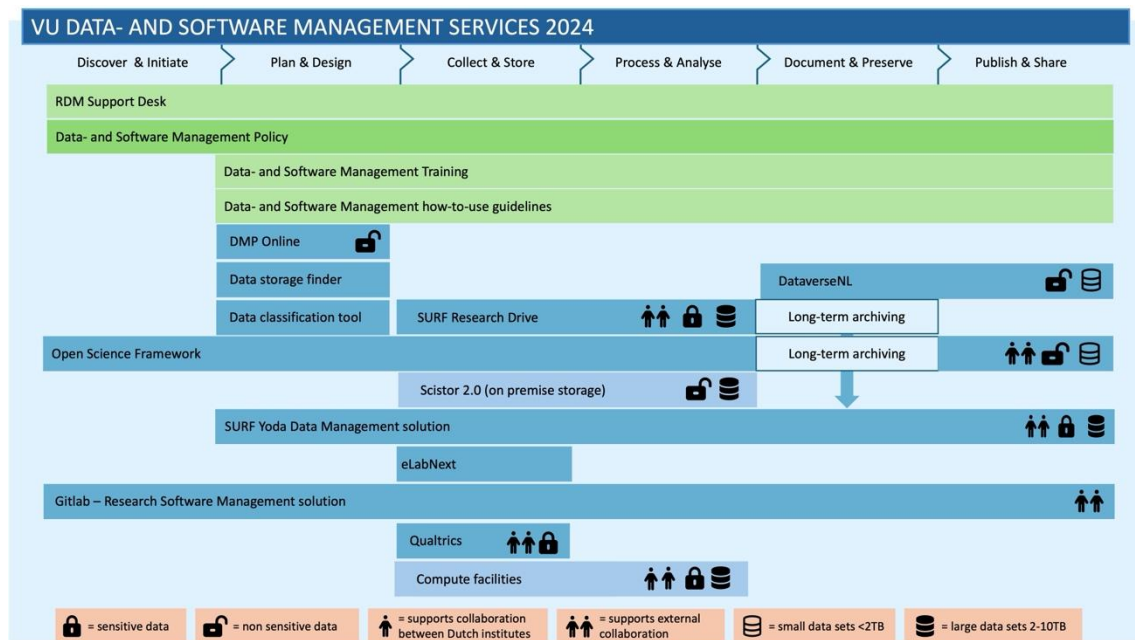 VU DATA- AND SOFTWARE MANAGEMENT SERVICES 2024
Discover & Initiate
Plan & Design
Collect & Store
Process & Analyse
Document & Preserve
Publish & Share
RDM Support Desk
Data- and Software Management Policy
Data- and Software Management Training
Data- and Software Management how-to-use guidelines
DMP Online
Data storage finder
DataverseNL
Data classification tool
SURF Research Drive
Long-term archiving
Open Science Framework
Long-term archiving
Scistor 2.0 (on premise storage)
SURF Yoda Data Management solution
eLabNext
Gitlab – Research Software Management solution
Qualtrics
Compute facilities
= sensitive data
= non sensitive data
= supports collaboration
between Dutch institutes
= supports external
collaboration
= small data sets <2TB
= large data sets 2-10TB